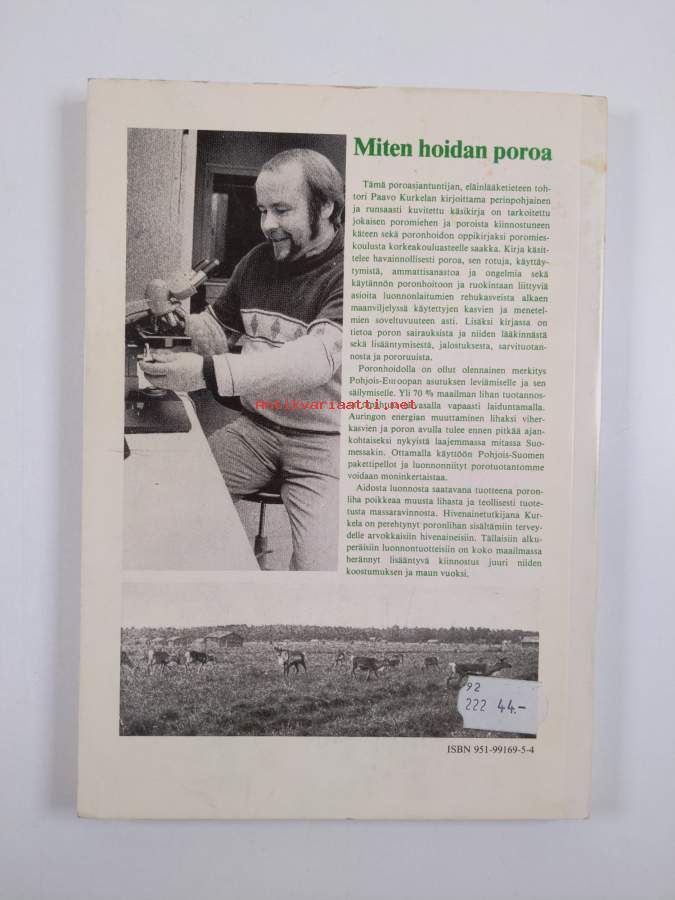 Miten hoidan poroa
Tämä poroasiantuntijan, eläinlääketieteen toh-
tori Paavo Kurkelan kirjoittama perinpohjainen
ja runsaasti kuvitettu käsikirja on tarkoitettu
jokaisen poromiehen ja poroista kiinnostuneen
käteen sekä poronhoidon oppikirjaksi poromies-
koulusta korkeakouluasteelle saakka. Kirja käsit-
telee havainnollisesti poroa, sen rotuja, käyttäy-
tymistä, ammattisanastoa ja ongelmia sekä
käytännön poronhoitoon ja ruokintaan liittyviä
asioita luonnonlaitumien rehukasveista alkaen
maanviljelyssä käytettyjen kasvien ja menetel-
mien soveltuvuuteen asti. Lisäksi kirjassa on
tietoa poron sairauksista ja niiden lääkinnästä
sekä lisääntymisestä, jalostuksesta, sarvituotan-
nosta ja pororuuista.
Poronhoidolla on ollut olennainen merkitys
Pohjois-Euroopan asutuksen leviämiselle ja sen
säilymiselle. Yli 70 % maailman lihan tuotannos-
ta tapahtuu taivasalla vapaasti laiduntamalla.
Auringon energian muuttaminen lihaksi viher-
kasvien ja poron avulla tulee ennen pitkää ajan-
kohtaiseksi nykyistä laajemmassa mitassa Suo-
messakin. Ottamalla käyttöön Pohjois-Suomen
pakettipellot ja luonnonniityt porotuotantomme
voidaan moninkertaistaa.
Aidosta luonnosta saatavana tuotteena poron-
liha poikkeaa muusta lihasta ja teollisesti tuote-
tusta massaravinnosta. Hivenainetutkijana Kur-
kela on perehtynyt poronlihan sisältämiin tervey-
delle arvokkaisiin hivenaineisiin. Tällaisiin alku-
peräisiin luonnontuotteisiin on koko maailmassa
herännyt lisääntyvä kiinnostus juuri niiden
koostumuksen ja maun vuoksi.
antikvariaatti.net
92
222 44.-
ISBN 951-99169-5-4